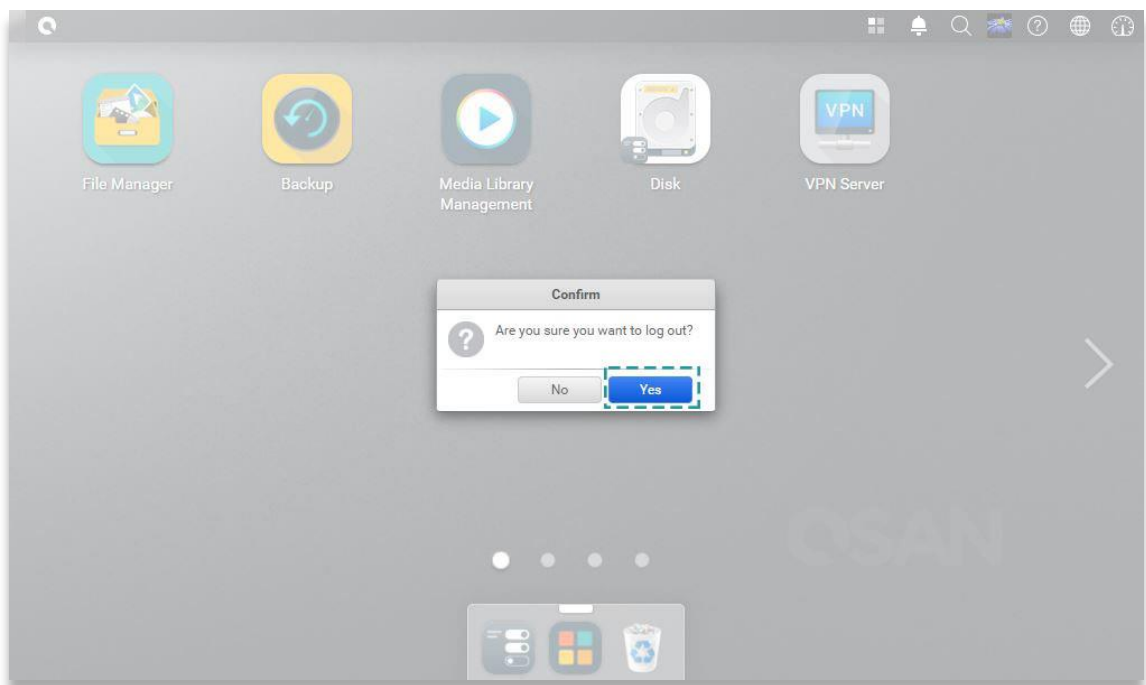 File Manager
Backup
Media Library
Management
Disk
VPN
VPN Server
Confirm
Are you sure you want to log out?
No
Yes
QSAN